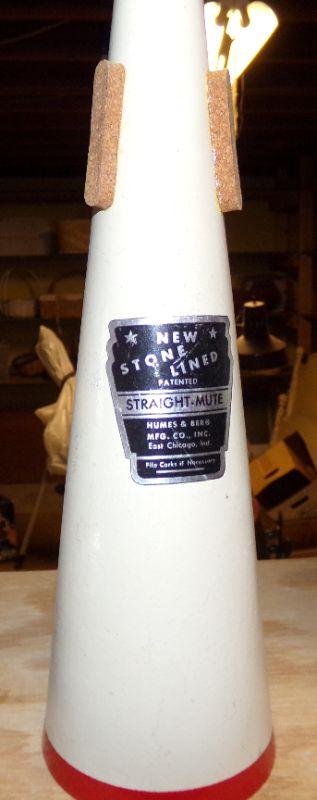 NEW
STONE LINED
PATENTED
STRAIGHT-MUTE
HUMES & BERG
MFG. CO., INC.
East Chicago, Ind.
File Corks if Necessary